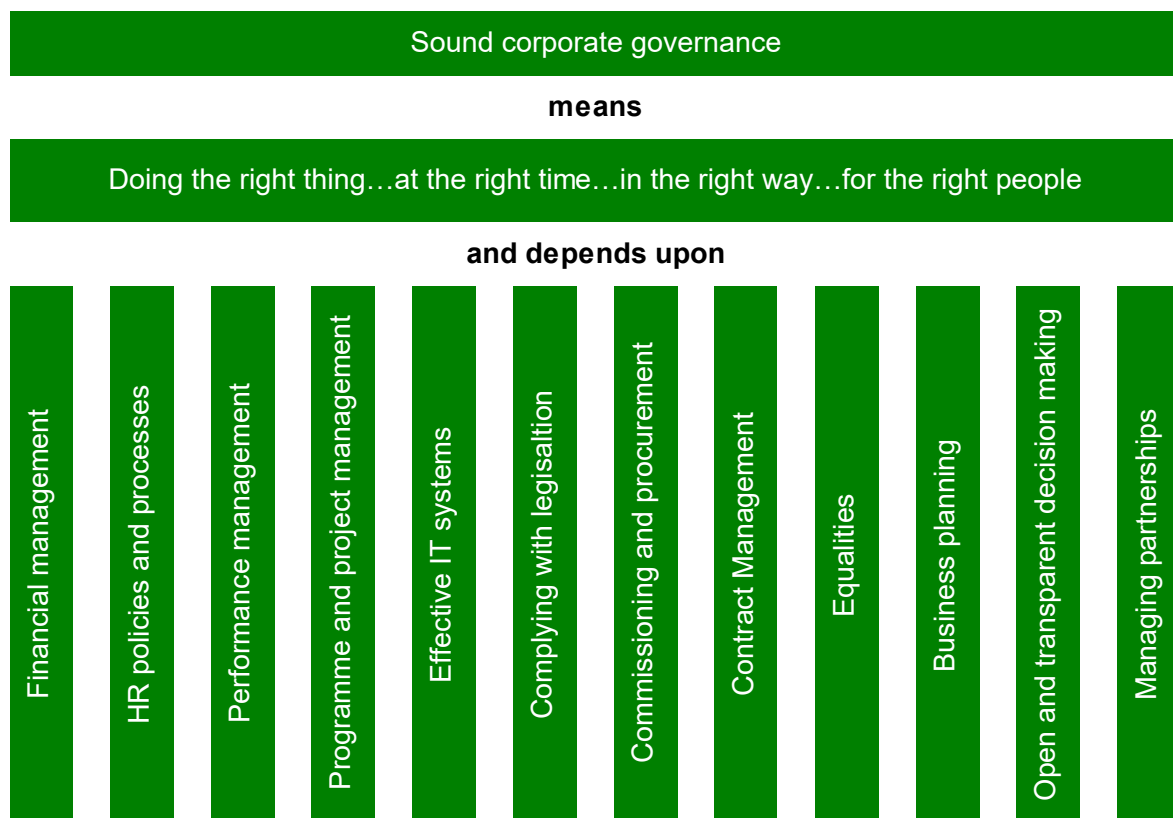 Sound corporate governance
means
Doing the right thing…at the right time…in the right way…for the right people
and depends upon
Financial management
HR policies and processes
Performance management
Programme and project management
Effective IT systems
Complying with legisaltion
Commissioning and procurement
Contract Management
Equalities
Business planning
Open and transparent decision making
Managing partnerships